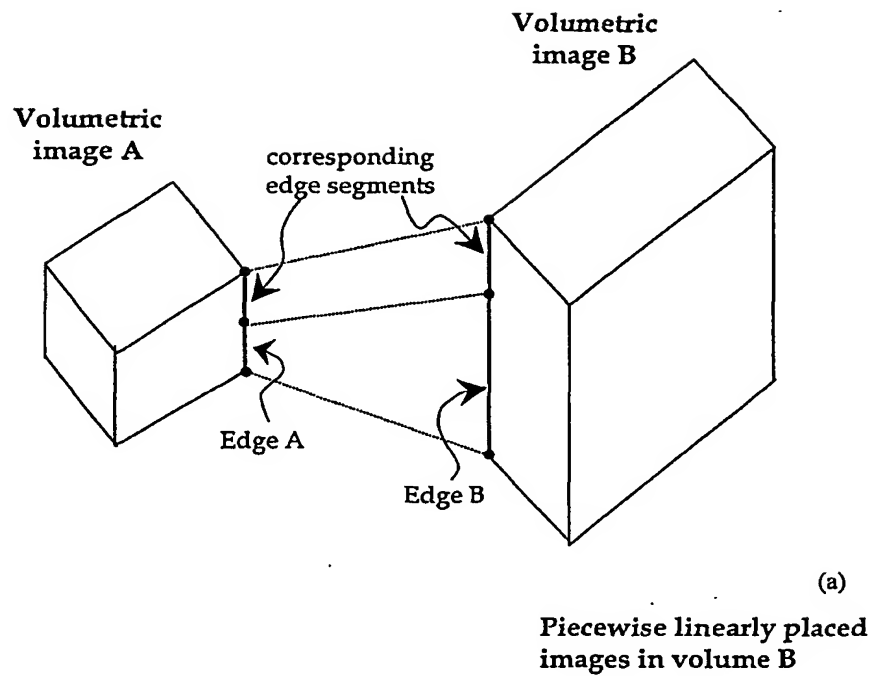 Volumetric
image B
Volumetric
image A
corresponding
edge segments
Edge A
Edge B
(a)
Piecewise linearly placed
images in volume B